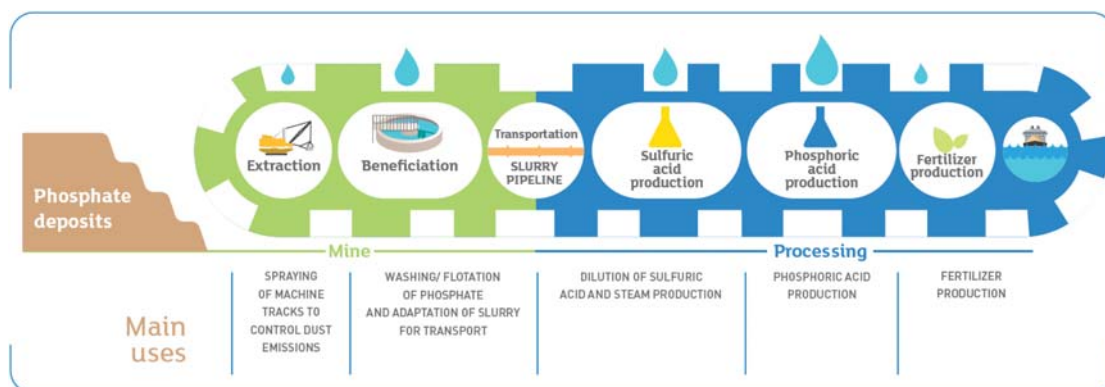 Phosphate
deposits
Extraction
Beneficiation
Transportation
SLURRY
PIPELINE
Sulfuric
acid
production
Phosphoric
acid
production
Fertilizer
production
Mine
Processing
Main
uses
SPRAYING
OF MACHINE
TRACKS TO
CONTROL DUST
EMISSIONS
WASHING/ FLOTATION
OF PHOSPHATE
AND ADAPTATION OF SLURRY
FOR TRANSPORT
DILUTION OF SULFURIC
ACID AND STEAM PRODUCTION
PHOSPHORIC ACID
PRODUCTION
FERTILIZER
PRODUCTION